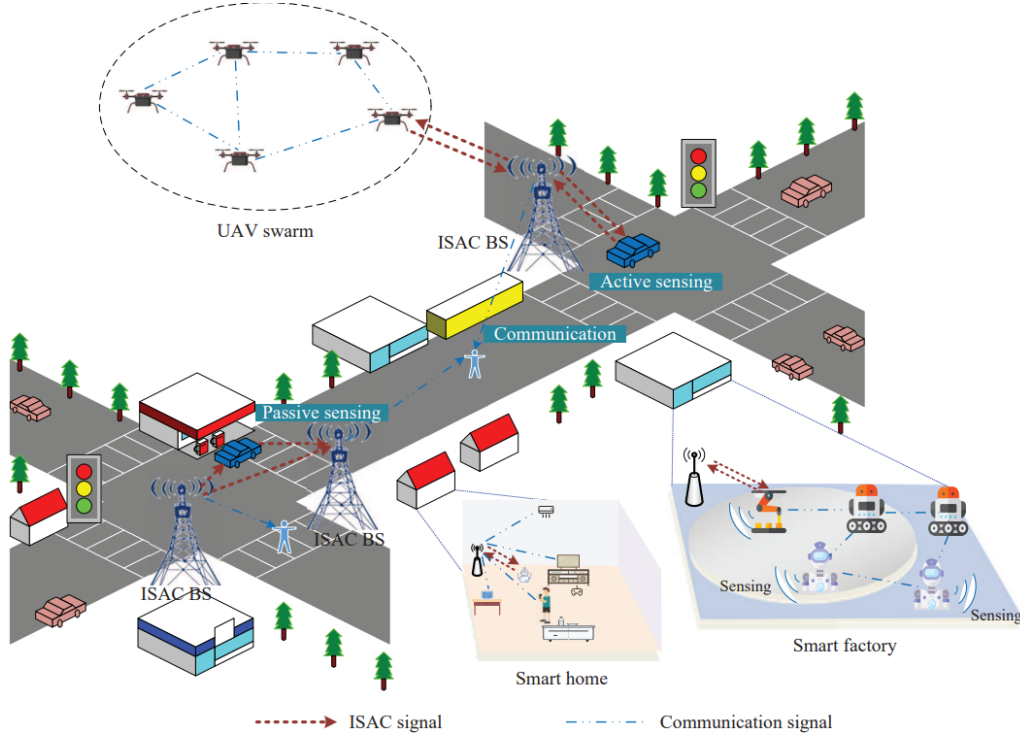 UAV swarm
ISAC BS
Active sensing
Communication
Passive sensing
ISAC BS
ISAC BS
Sensing
Sensing
Smart factory
Smart home
ISAC signal
Communication signal